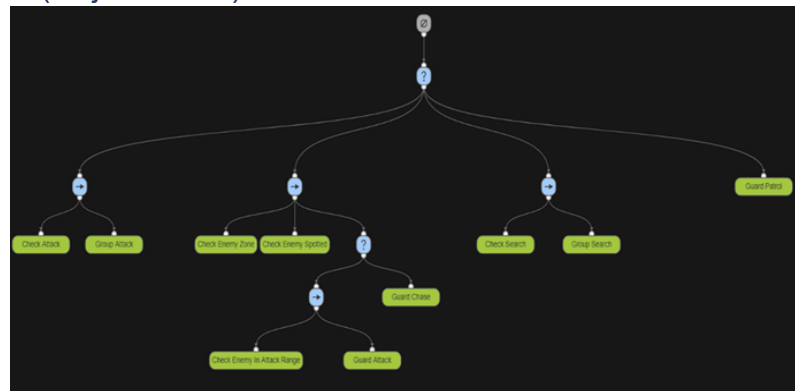 Ø
?
→
→
→
Guard Patrol
Check Attack
Group Attack
Check Enemy Zone
Check Enemy Spotted
?
Check Search
Group Search
→
Guard Chase
Check Enemy In Attack Range
Guard Attack